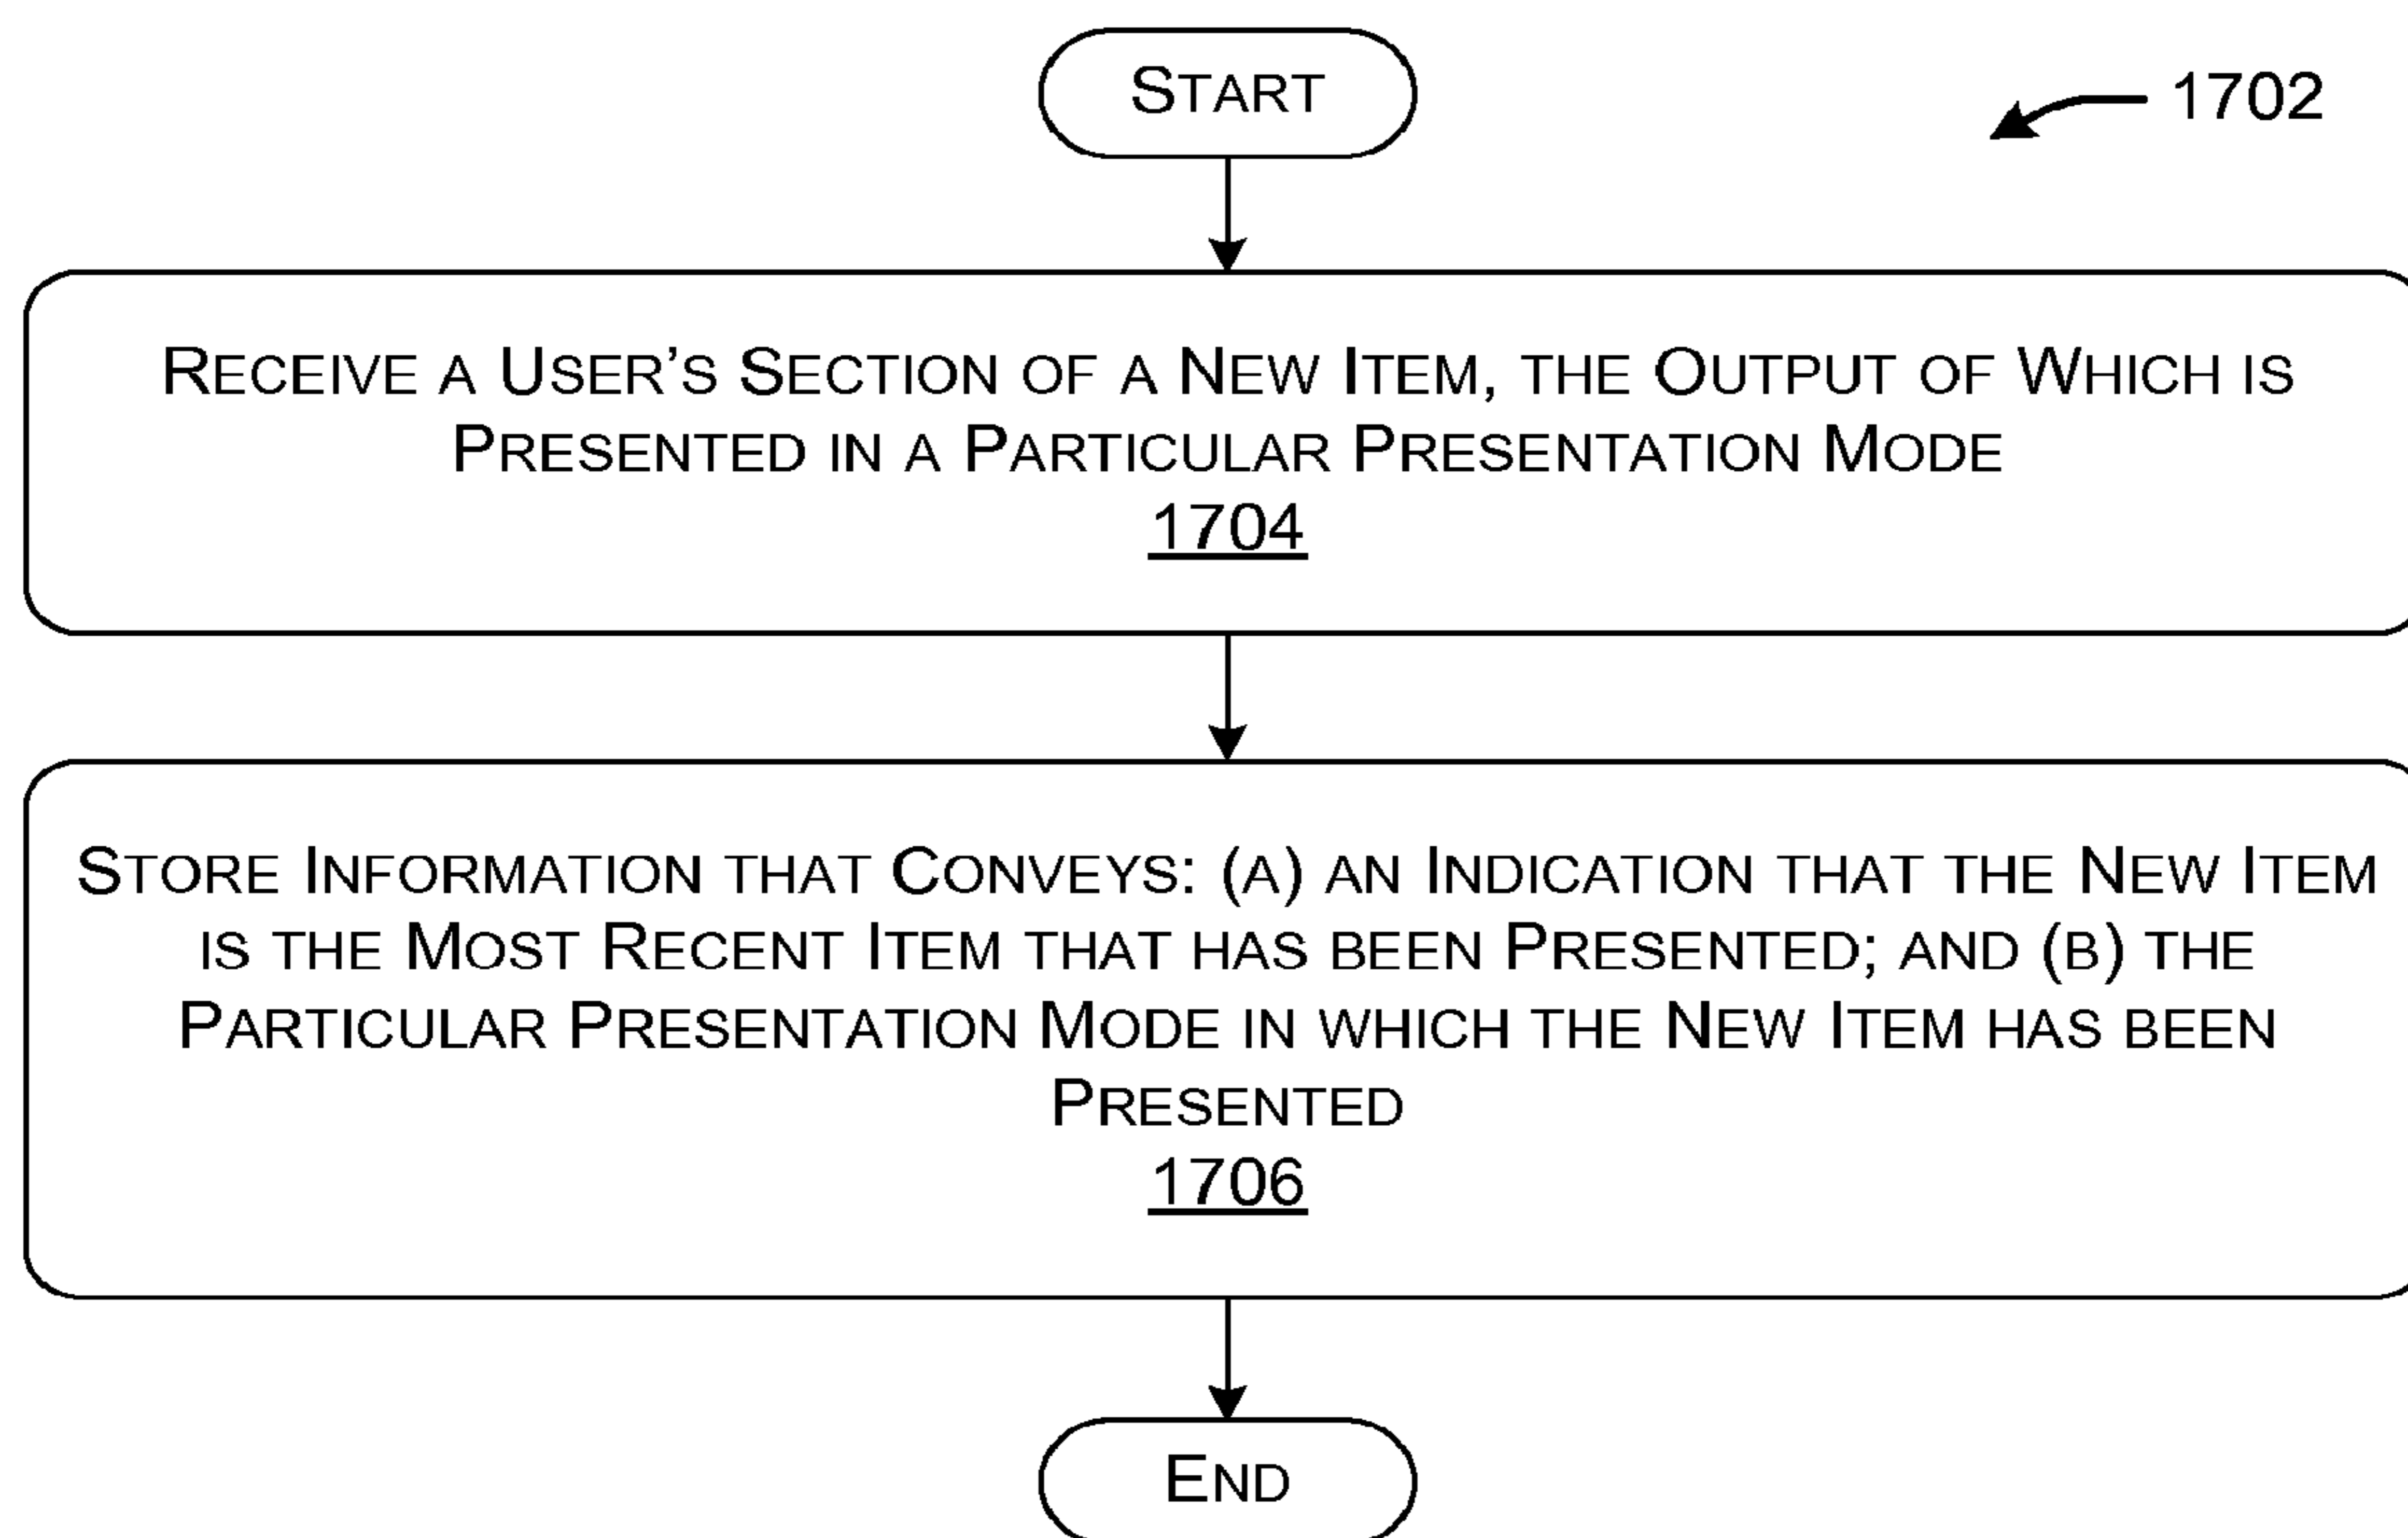 START
1702
RECEIVE A USER'S SECTION OF A NEW ITEM, THE OUTPUT OF WHICH IS
PRESENTED IN A PARTICULAR PRESENTATION MODE
1704
STORE INFORMATION THAT CONVEYS: (A) AN INDICATION THAT THE NEW ITEM
IS THE MOST RECENT ITEM THAT HAS BEEN PRESENTED; AND (B) THE
PARTICULAR PRESENTATION MODE IN WHICH THE NEW ITEM HAS BEEN
PRESENTED
1706
END